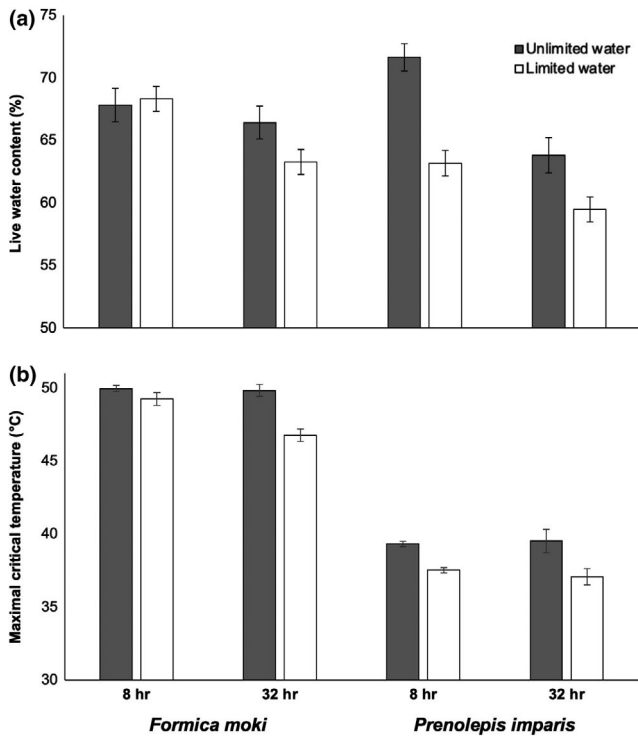 (a)
75
70
65
60
55
50
Live water content (%)
Unlimited water
Limited water
(b)
50
45
40
35
30
Maximal critical temperature (°C)
8 hr 32 hr 8 hr 32 hr
Formica moki Prenolepis imparis